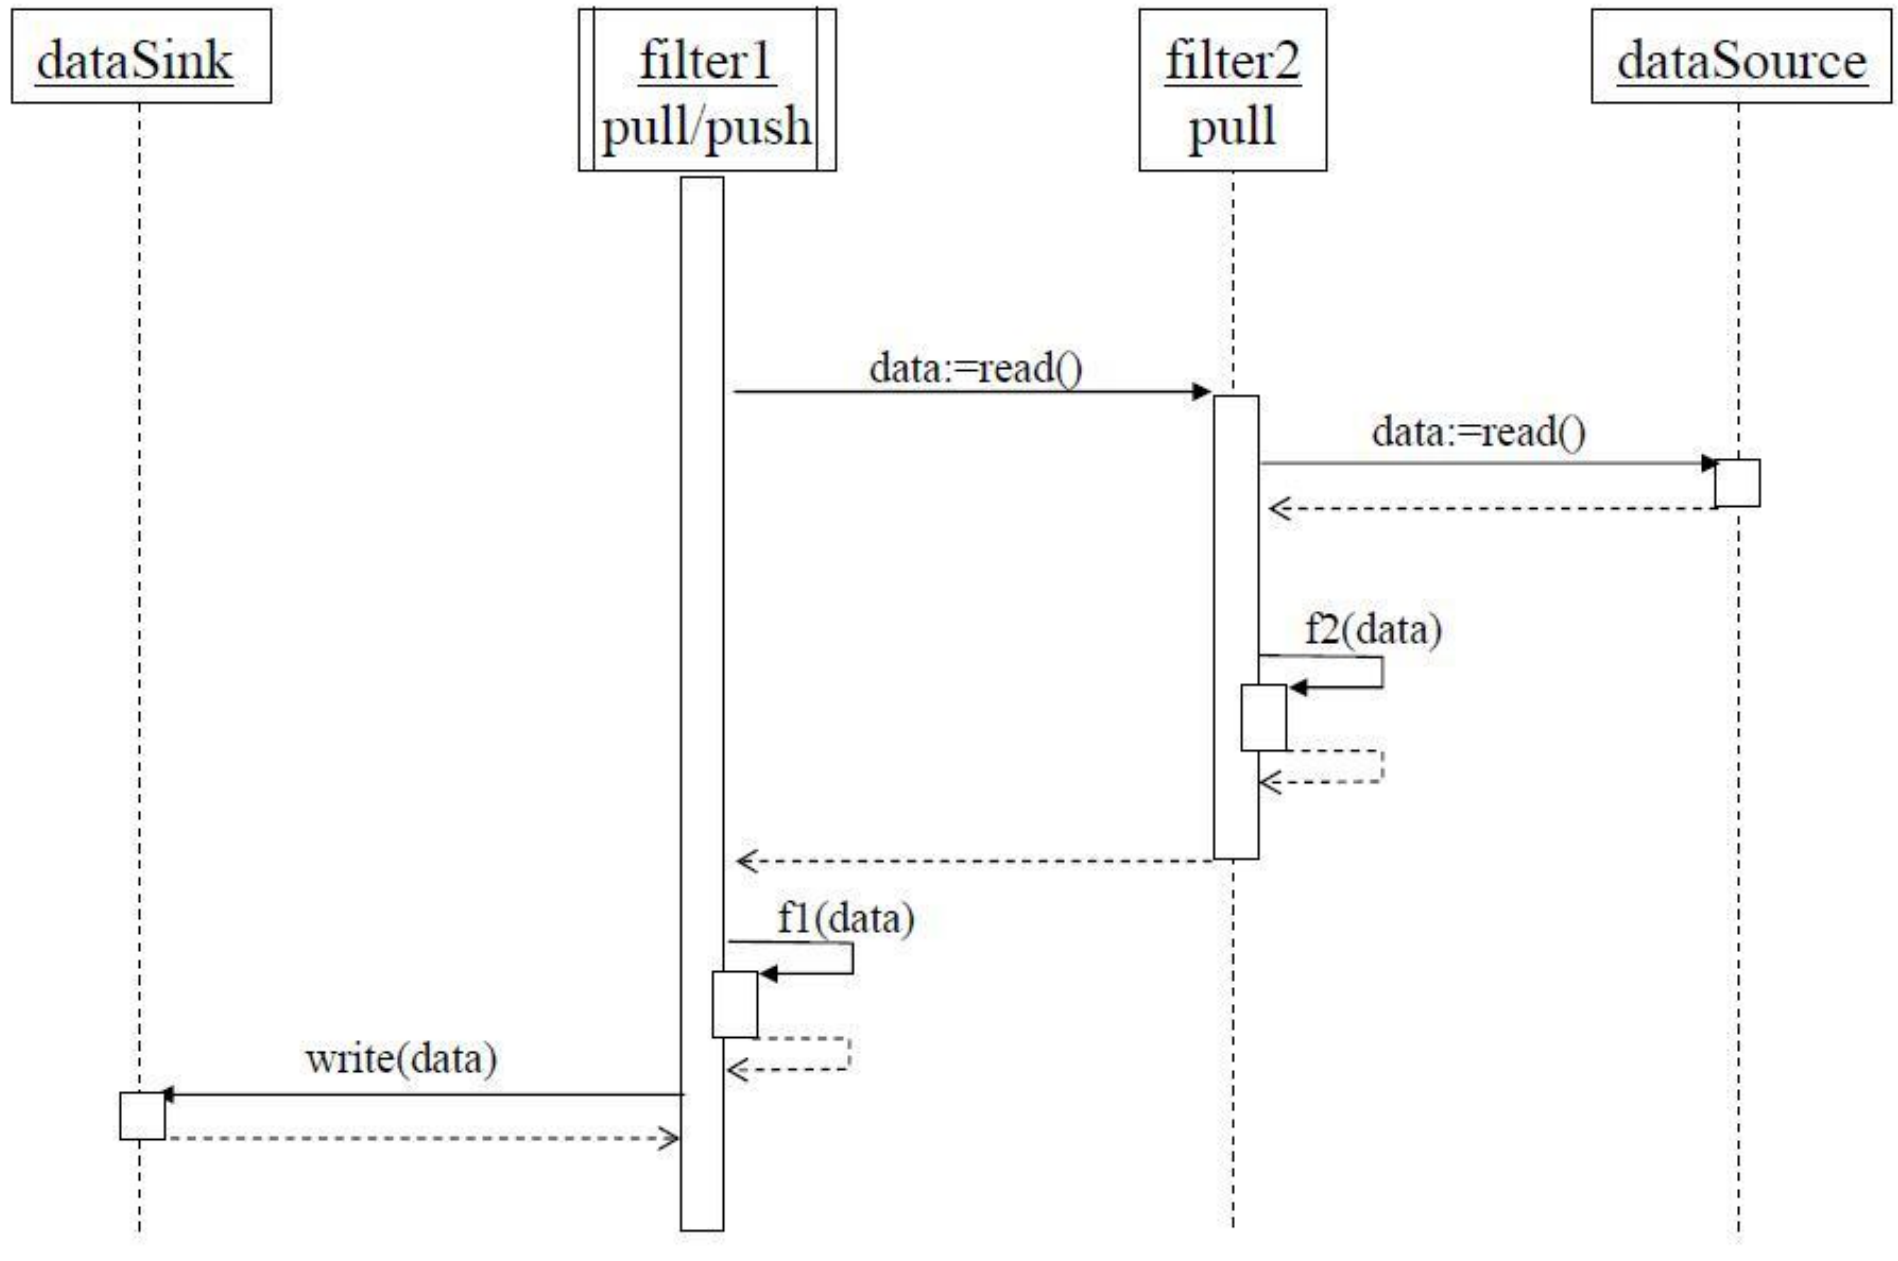 dataSink
filter1
pull/push
filter2
pull
dataSource
data:=read()
data:=read()
f2(data)
f1(data)
write(data)